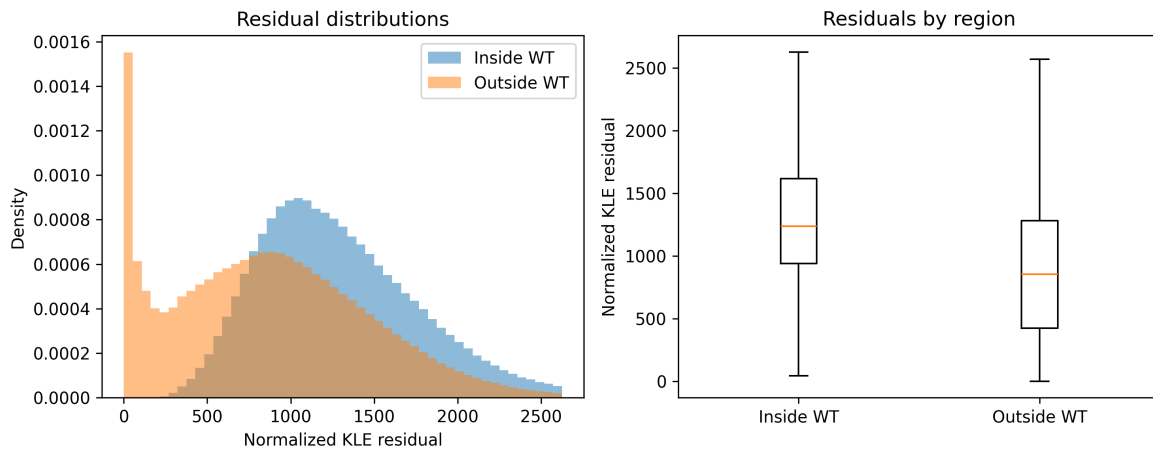 Residual distributions
Density
0.0016
0.0014
0.0012
0.0010
0.0008
0.0006
0.0004
0.0002
0.0000
Inside WT
Outside WT
0 500 1000 1500 2000 2500
Normalized KLE residual
Residuals by region
Normalized KLE residual
2500
2000
1500
1000
500
0
Inside WT Outside WT